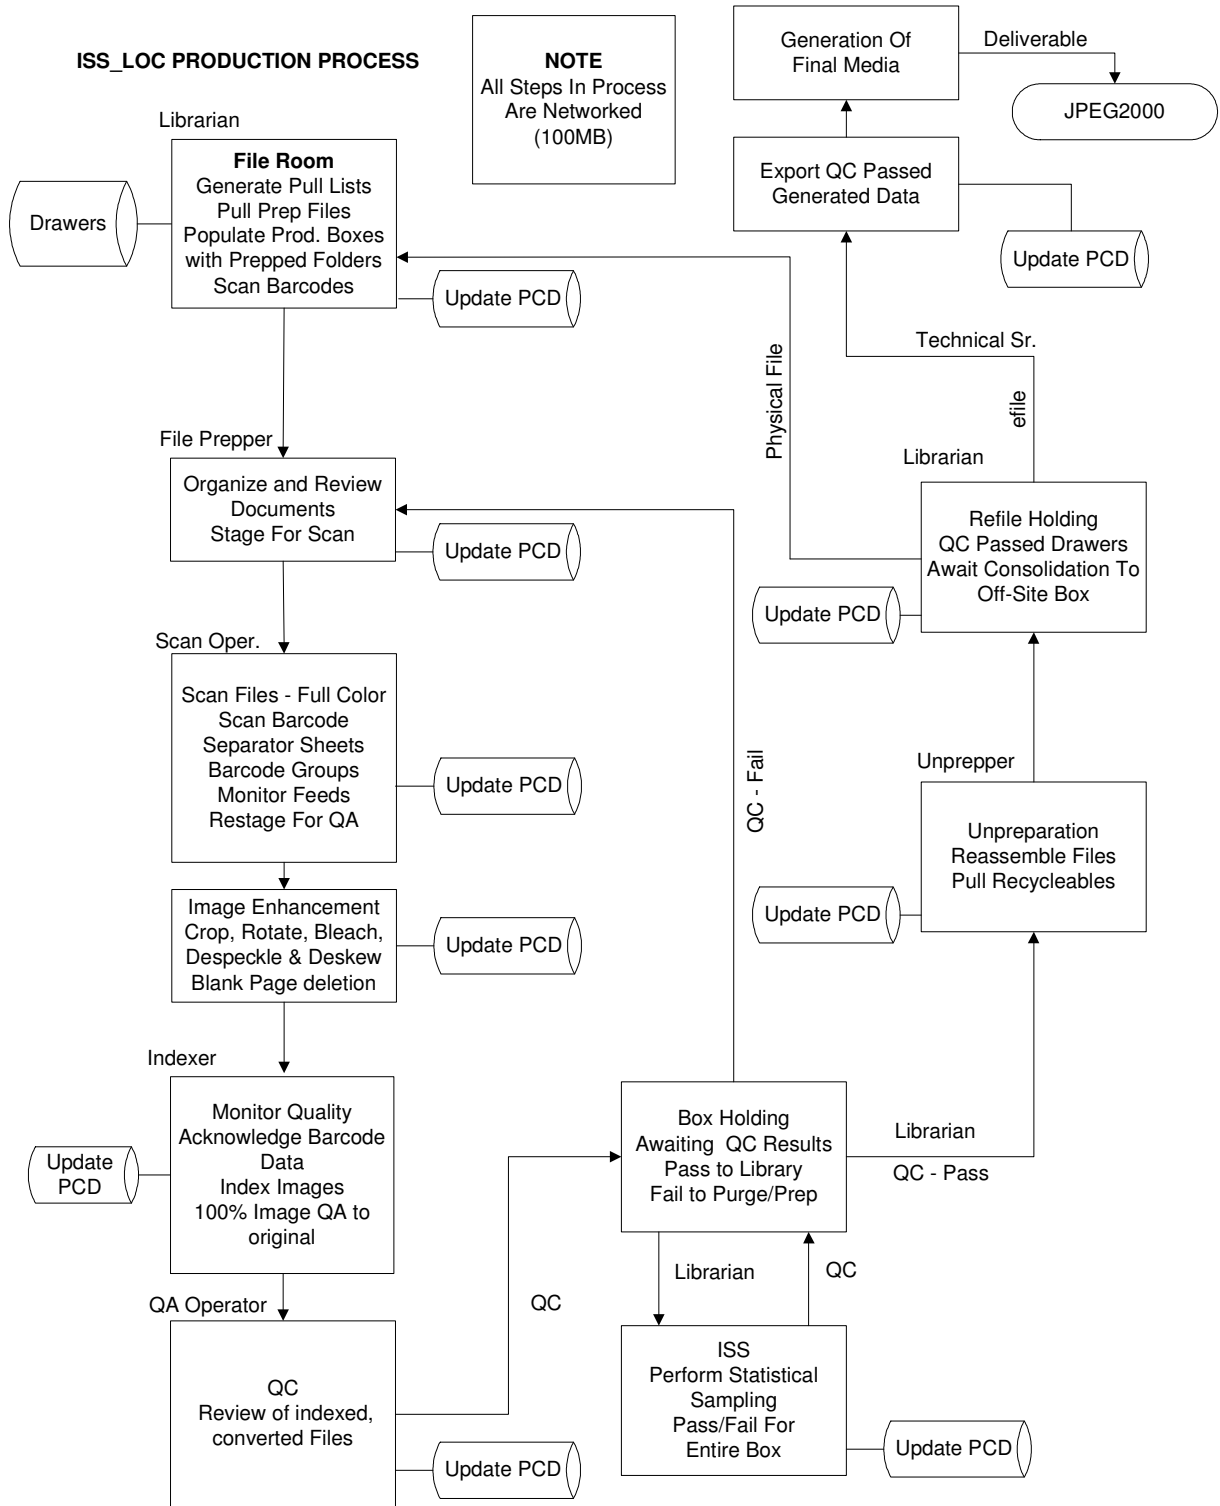 ISS_LOC PRODUCTION PROCESS
NOTE
All Steps In Process
Are Networked
(100MB)
Generation Of
Final Media
Deliverable
JPEG2000
Librarian
File Room
Generate Pull Lists
Pull Prep Files
Populate Prod. Boxes
with Prepped Folders
Scan Barcodes
Drawers
Update PCD
Export QC Passed
Generated Data
Update PCD
Technical Sr.
efile
Physical File
File Prepper
Organize and Review
Documents
Stage For Scan
Update PCD
Librarian
Refile Holding
QC Passed Drawers
Await Consolidation To
Off-Site Box
Update PCD
Scan Oper.
Scan Files - Full Color
Scan Barcode
Separator Sheets
Barcode Groups
Monitor Feeds
Restage For QA
Update PCD
QC - Fail
Unprepper
Unpreparation
Reassemble Files
Pull Recycleables
Update PCD
Image Enhancement
Crop, Rotate, Bleach,
Despeckle & Deskew
Blank Page deletion
Update PCD
Indexer
Monitor Quality
Acknowledge Barcode
Data
Index Images
100% Image QA to
original
Update
PCD
Box Holding
Awaiting QC Results
Pass to Library
Fail to Purge/Prep
Librarian
QC - Pass
Librarian
QC
QA Operator
QC
Review of indexed,
converted Files
Update PCD
QC
ISS
Perform Statistical
Sampling
Pass/Fail For
Entire Box
Update PCD